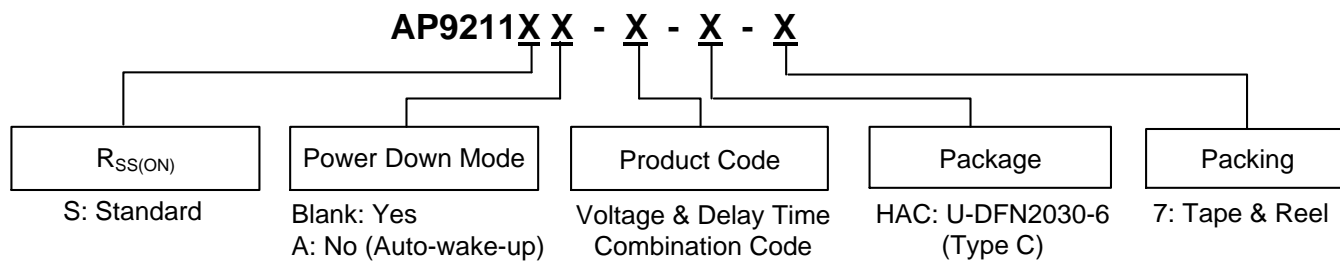 AP9211X X - X - X - X
RSS(ON)
Power Down Mode
Product Code
Package
Packing
S: Standard
Blank: Yes
A: No (Auto-wake-up)
Voltage & Delay Time
Combination Code
HAC: U-DFN2030-6
(Type C)
7: Tape & Reel